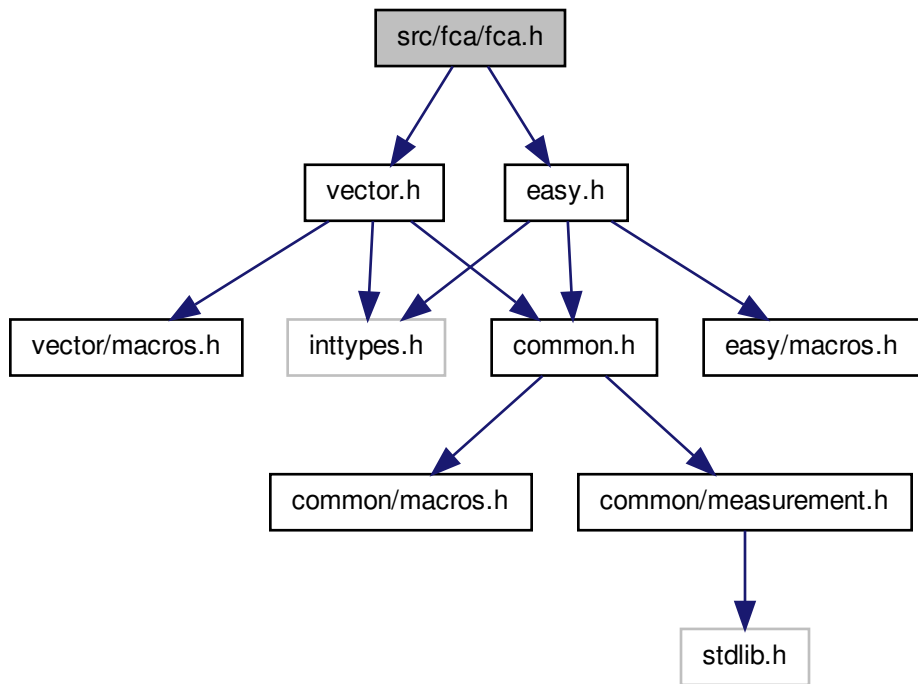 src/fca/fca.h
vector.h
easy.h
vector/macros.h
inttypes.h
common.h
easy/macros.h
common/macros.h
common/measurement.h
stdlib.h